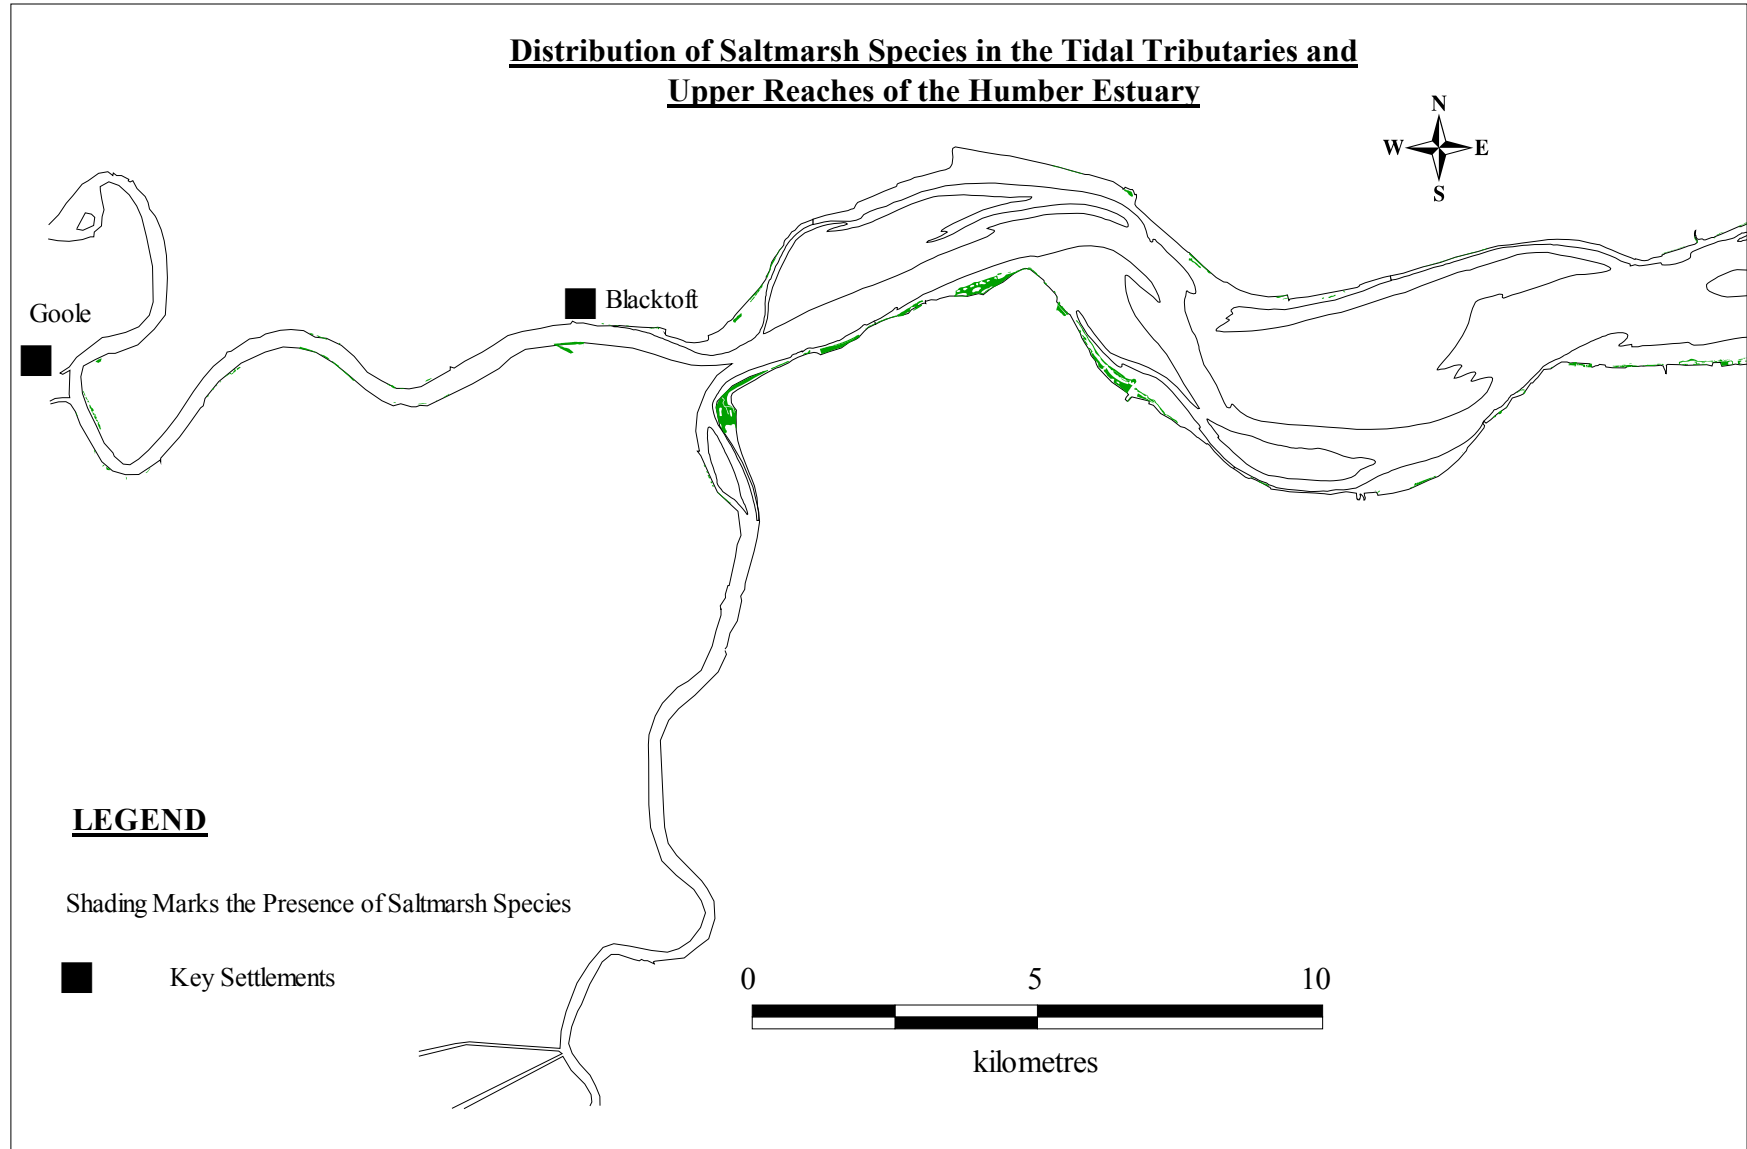 Distribution of Saltmarsh Species in the Tidal Tributaries and
Upper Reaches of the Humber Estuary
N
W E
S
Goole
Blacktoft
LEGEND
Shading Marks the Presence of Saltmarsh Species
Key Settlements
0 5 10
kilometres